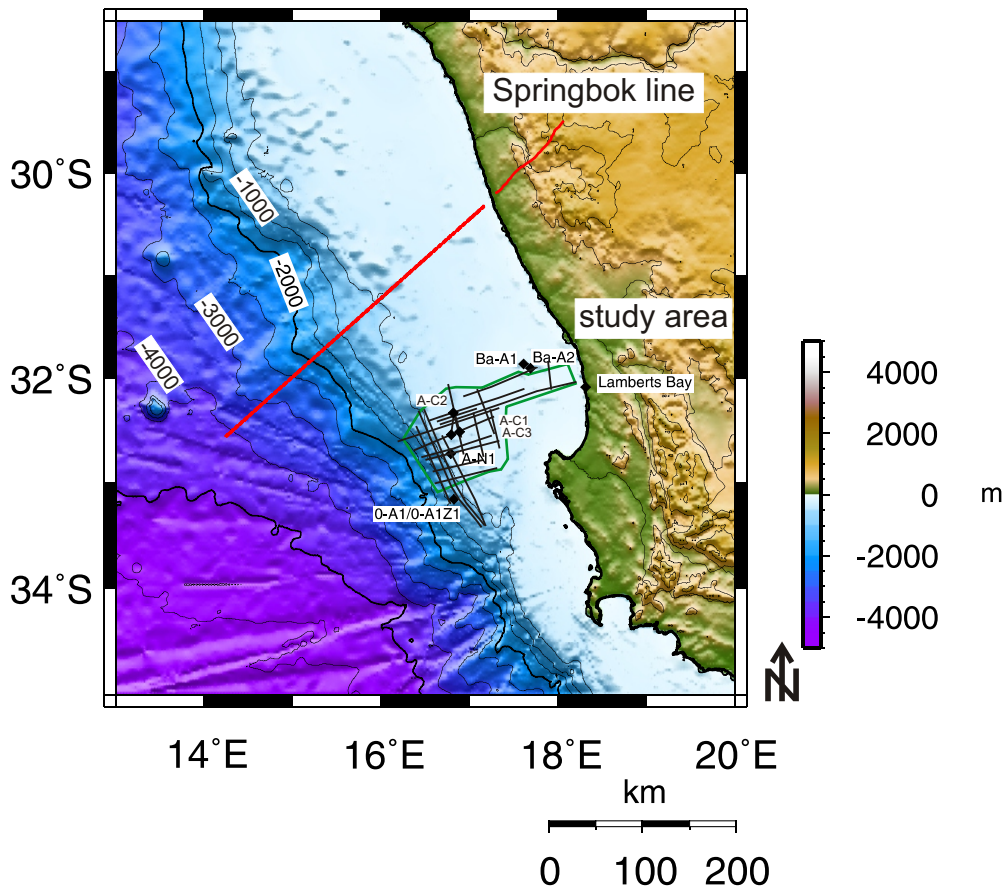 Springbok line
30°S
-1000
-2000
-3000
study area
-4000
Ba-A1
Ba-A2
4000
32°S
Lamberts Bay
A-C2
2000
A-C1
A-C3
A-N1
0
m
0-A1/0-A1Z1
-2000
34°S
-4000
N
14°E
16°E
18°E
20°E
km
0
100
200